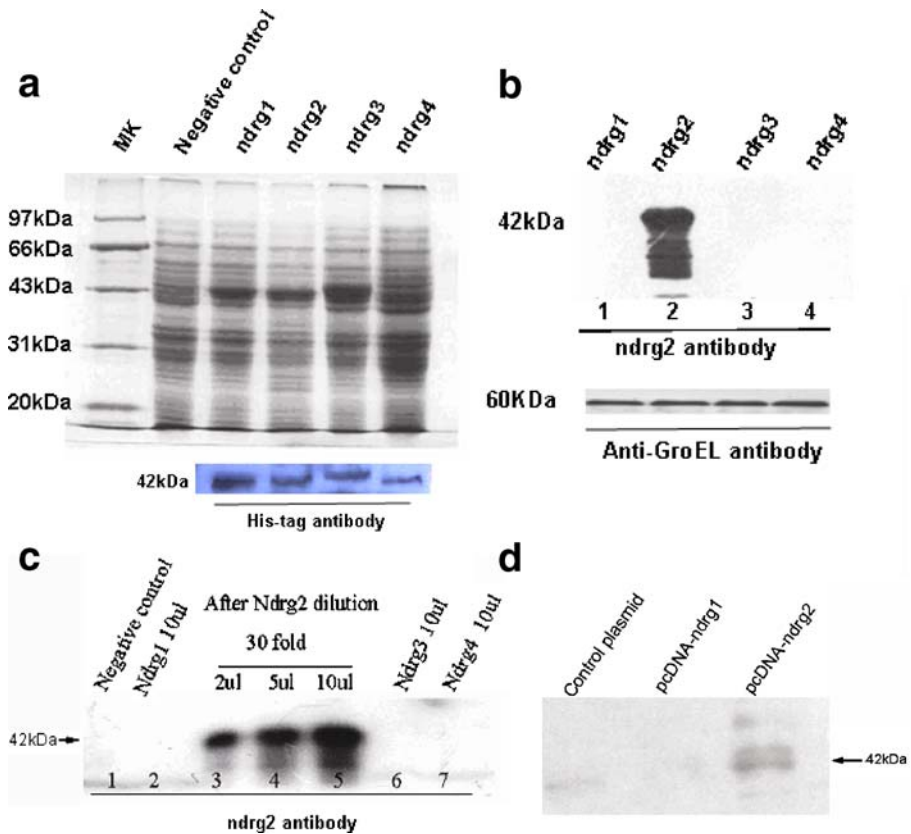 a
MK
Negative control
ndrg1
ndrg2
ndrg3
ndrg4
97kDa
66kDa
43kDa
31kDa
20kDa
42kDa
His-tag antibody
b
ndrg1
ndrg2
ndrg3
ndrg4
42kDa
1 2 3 4
ndrg2 antibody
60KDa
Anti-GroEL antibody
c
Negative control
Ndrg1 10ul
After Ndrg2 dilution
30 fold
2ul 5ul 10ul
Ndrg3 10ul
Ndrg4 10ul
42kDa
1 2 3 4 5 6 7
ndrg2 antibody
d
Control plasmid
pcDNA-ndrg1
pcDNA-ndrg2
42kDa